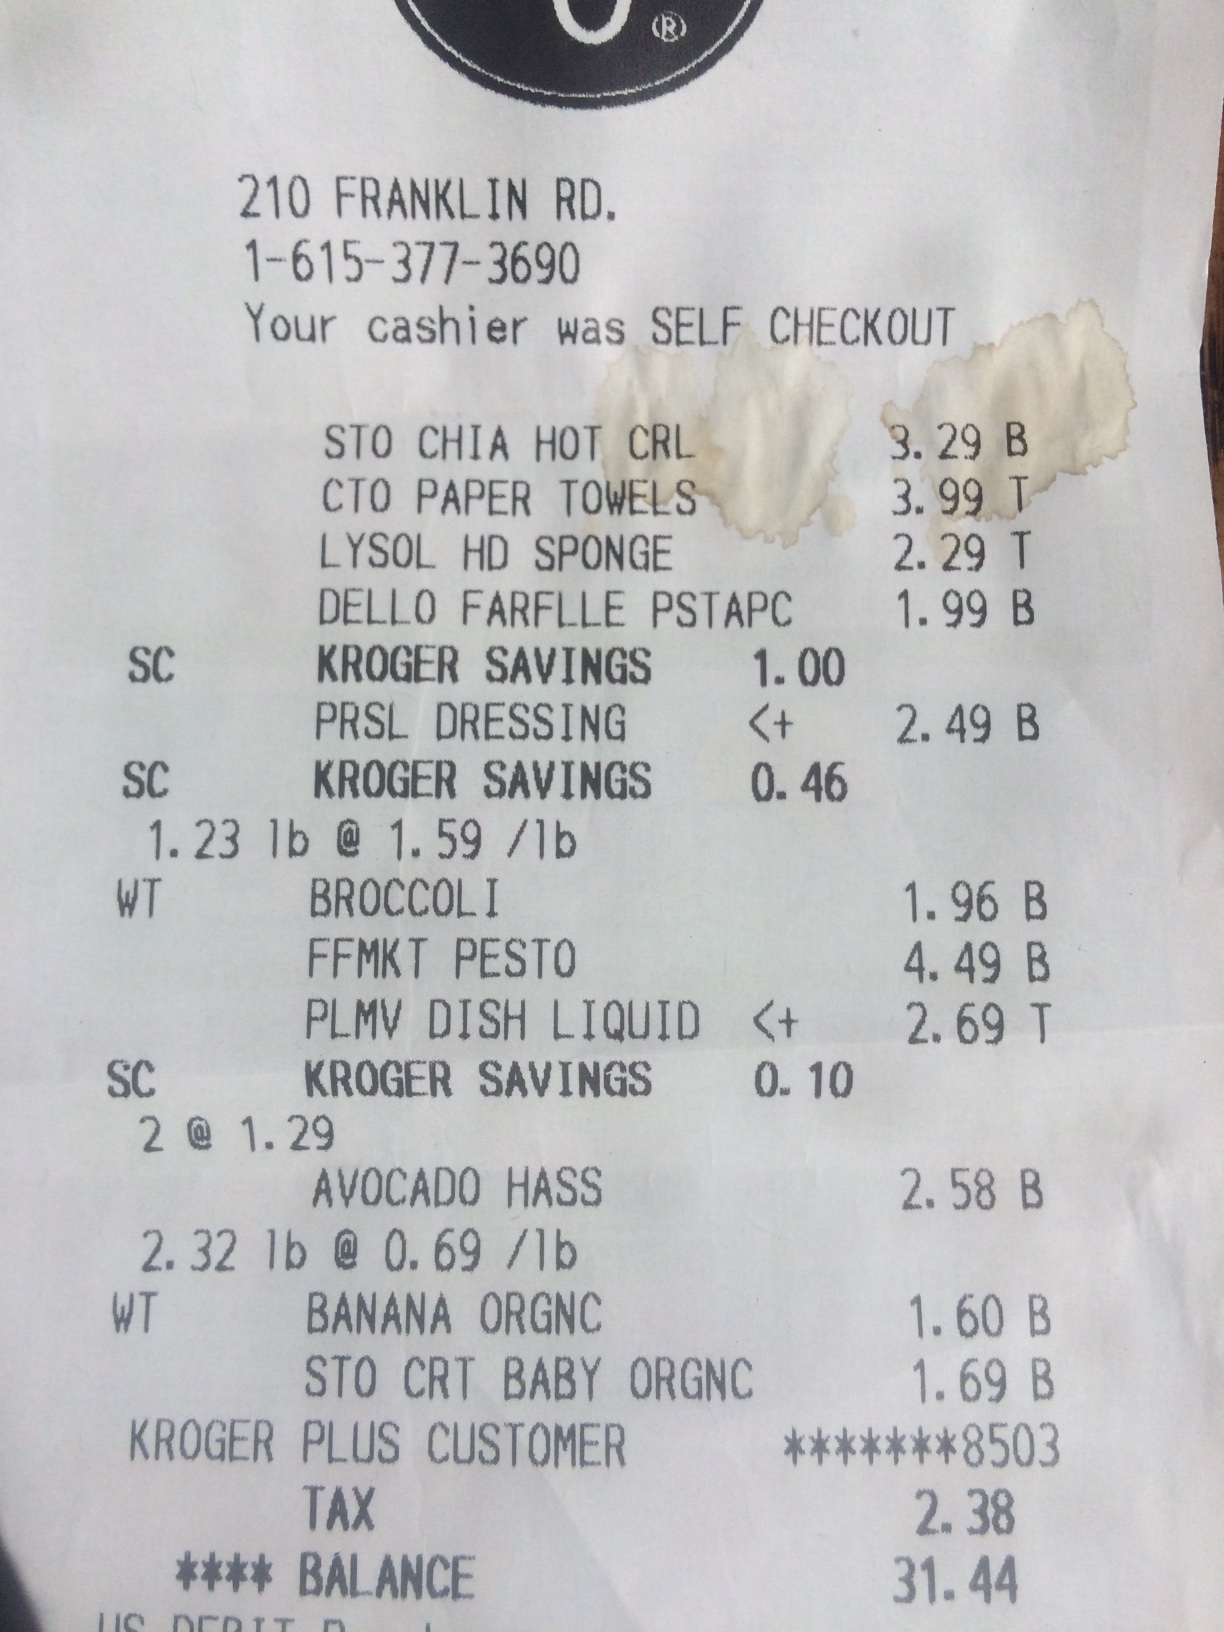 ®
210 FRANKLIN RD.
1-615-377-3690
Your cashier was SELF CHECKOUT
STO CHIA HOT CRL 3.29 B
CTO PAPER TOWELS 3.99 T
LYSOL HD SPONGE 2.29 T
DELLO FARFLLE PSTAPC 1.99 B
SC KROGER SAVINGS 1.00
PRSL DRESSING <+ 2.49 B
SC KROGER SAVINGS 0.46
1.23 lb @ 1.59 /lb
WT BROCCOLI 1.96 B
FFMKT PESTO 4.49 B
PLMV DISH LIQUID <+ 2.69 T
SC KROGER SAVINGS 0.10
2 @ 1.29
AVOCADO HASS 2.58 B
2.32 lb @ 0.69 /lb
WT BANANA ORGNC 1.60 B
STO CRT BABY ORGNC 1.69 B
KROGER PLUS CUSTOMER *******8503
TAX 2.38
**** BALANCE 31.44
US DEBIT